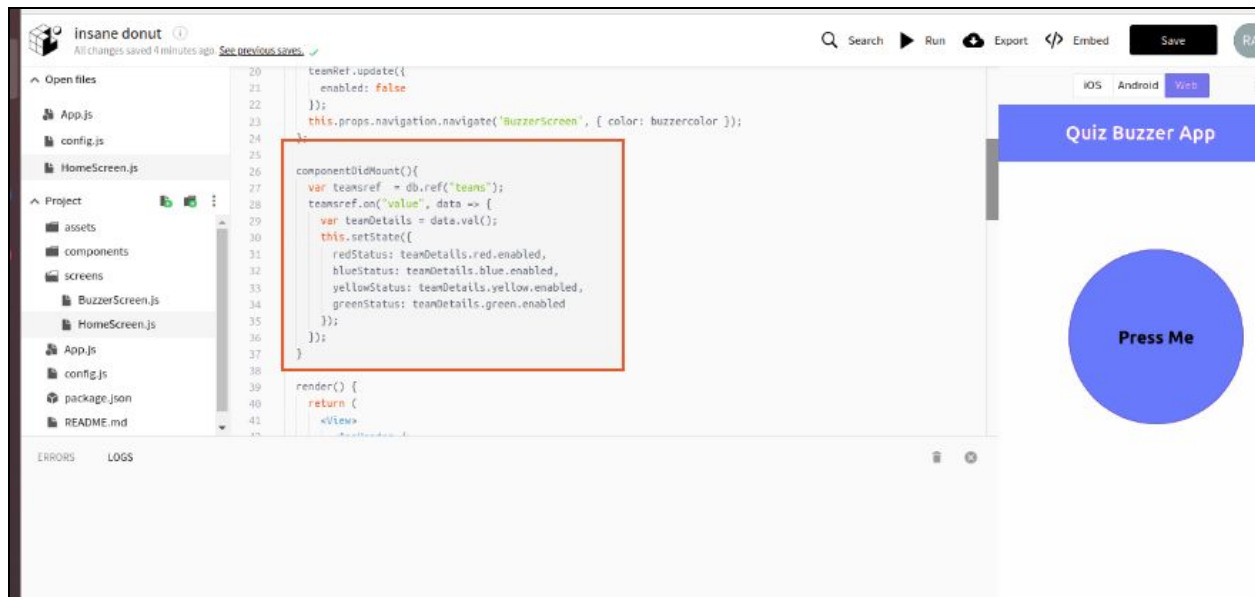 insane donut
All changes saved 4 minutes ago. See previous saves.
Search Run Export Embed Save RA
Open files
App.js
config.js
HomeScreen.js
Project
assets
components
screens
BuzzerScreen.js
HomeScreen.js
App.js
config.js
package.json
README.md
20 teamRef.update({
21 enabled: false
22 });
23 this.props.navigation.navigate('BuzzerScreen', { color: buzzercolor });
24 };
25
26 componentDidMount(){
27 var teamsref = db.ref("teams");
28 teamsref.on("value", data => {
29 var teamDetails = data.val();
30 this.setState({
31 redStatus: teamDetails.red.enabled,
32 blueStatus: teamDetails.blue.enabled,
33 yellowStatus: teamDetails.yellow.enabled,
34 greenStatus: teamDetails.green.enabled
35 });
36 });
37 }
38
39 render() {
40 return (
41 <View>
ERRORS LOGS
iOS Android Web
Quiz Buzzer App
Press Me